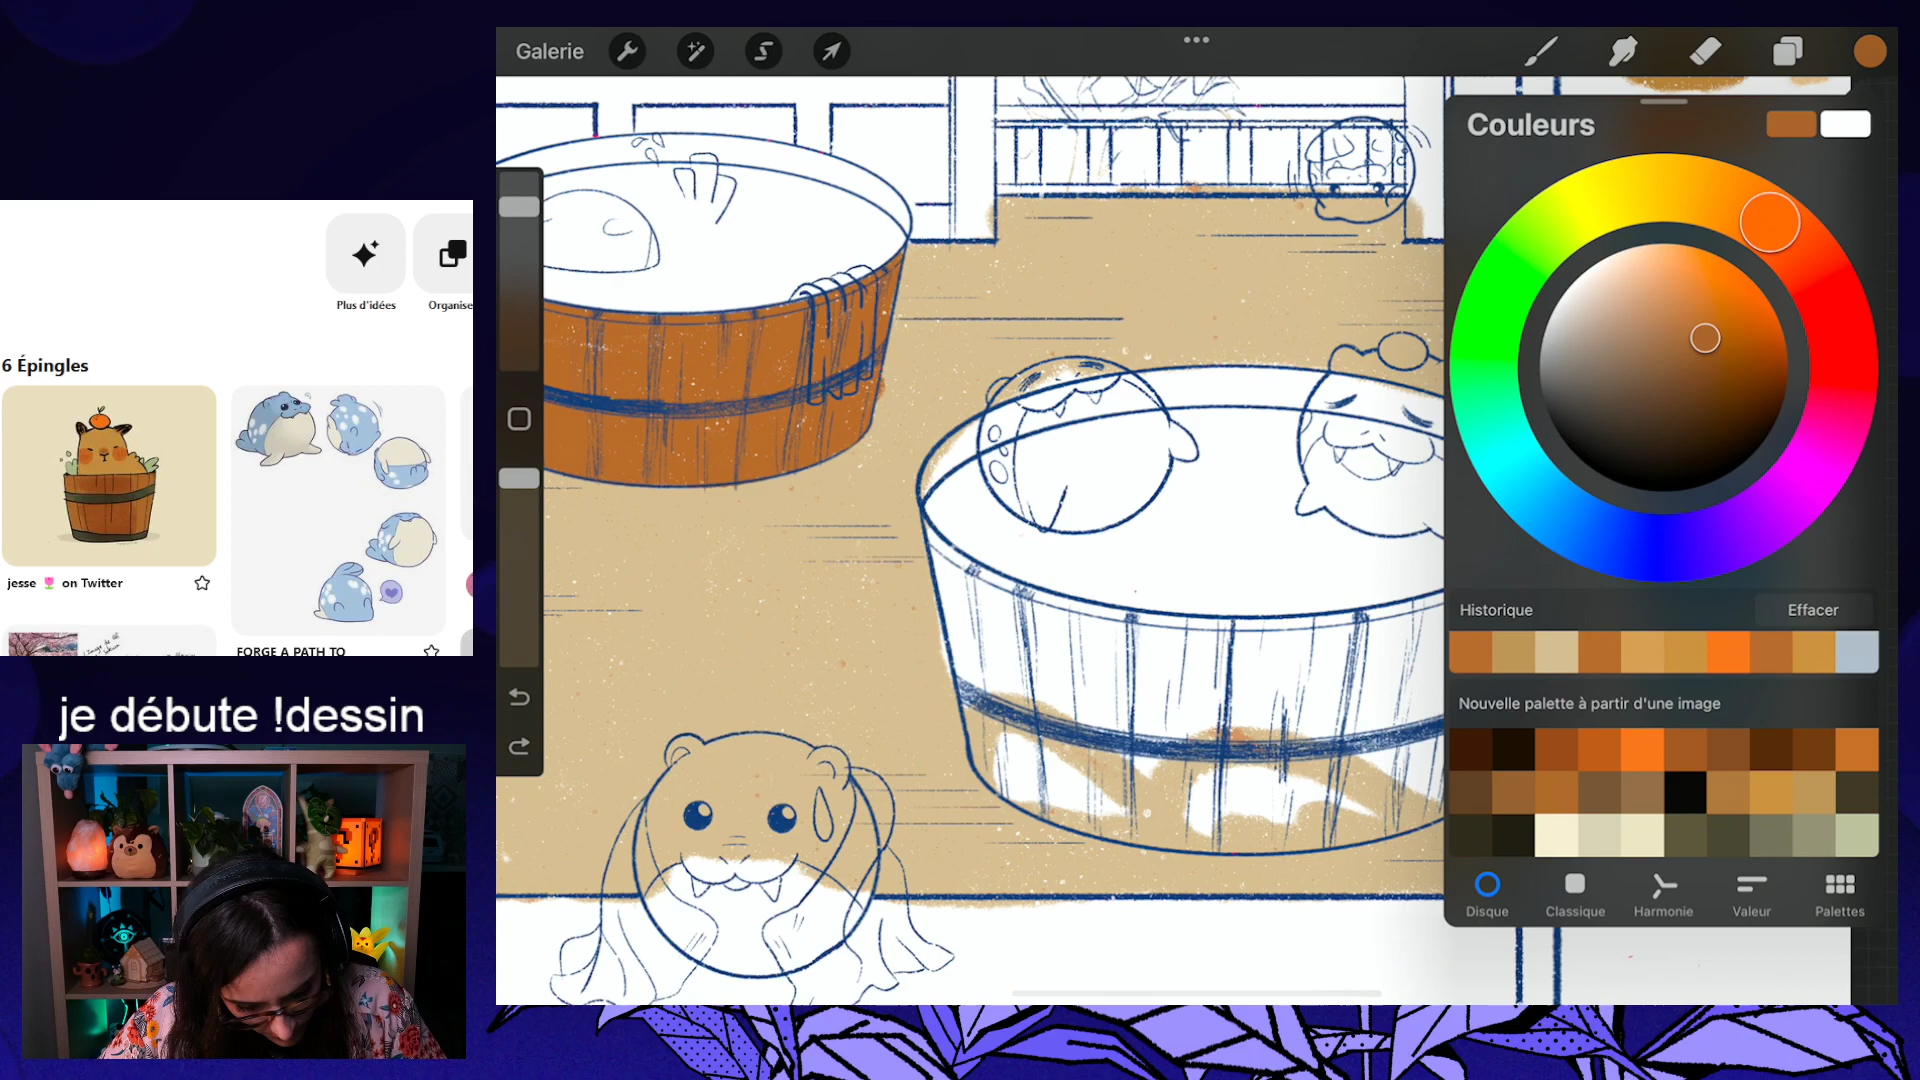 Galerie
Couleurs
Plus d'idées
Organise
6 Épingles
jesse 🌷 on Twitter
FORGE A PATH TO
Historique
Effacer
Nouvelle palette à partir d'une image
Disque
Classique
Harmonie
Valeur
Palettes
je débute !dessin